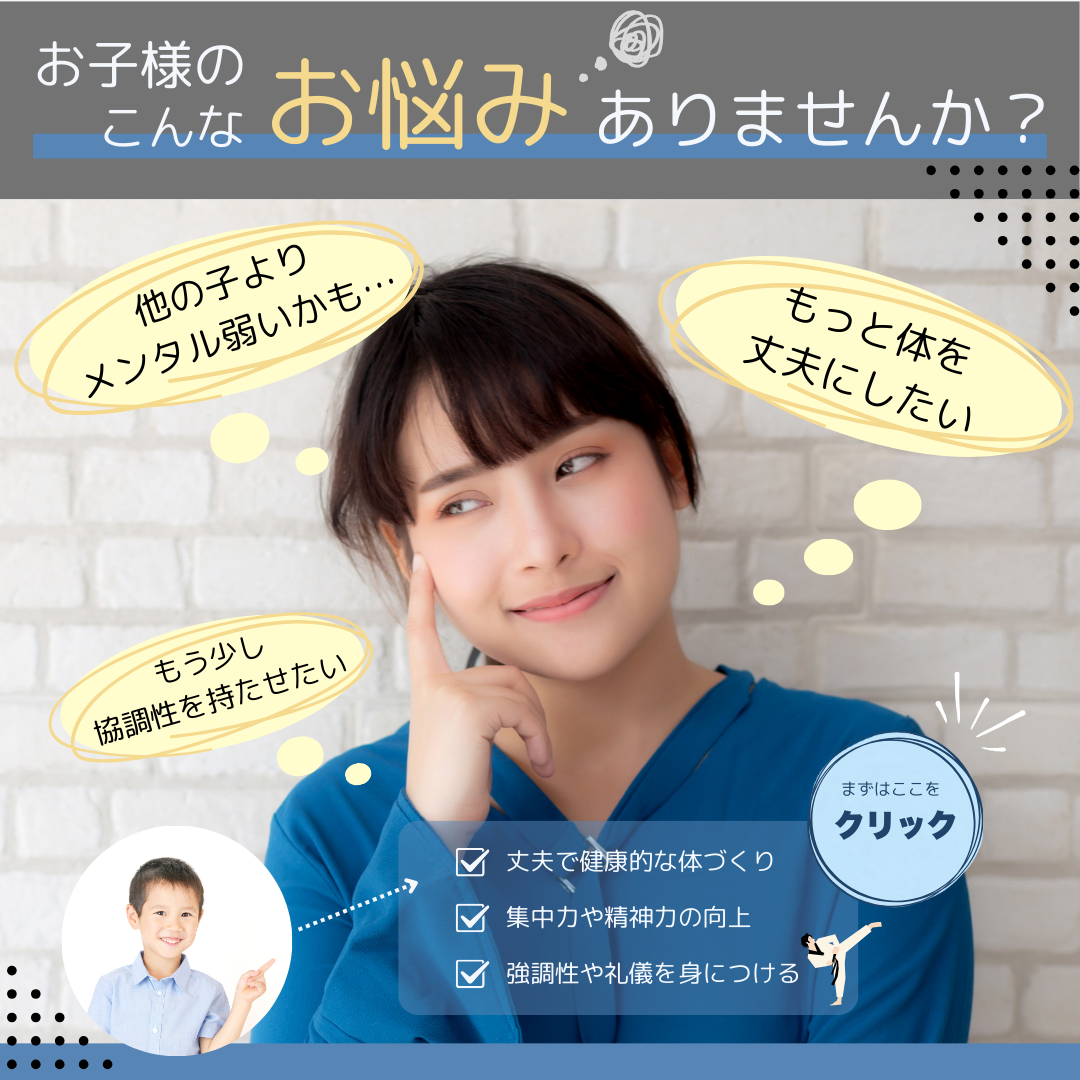 お子様の
こんな
お悩み
ありませんか？
他の子より
メンタル弱いかも…
もっと体を
丈夫にしたい
もう少し
協調性を持たせたい
まずはここを
クリック
丈夫で健康的な体づくり
集中力や精神力の向上
強調性や礼儀を身につける